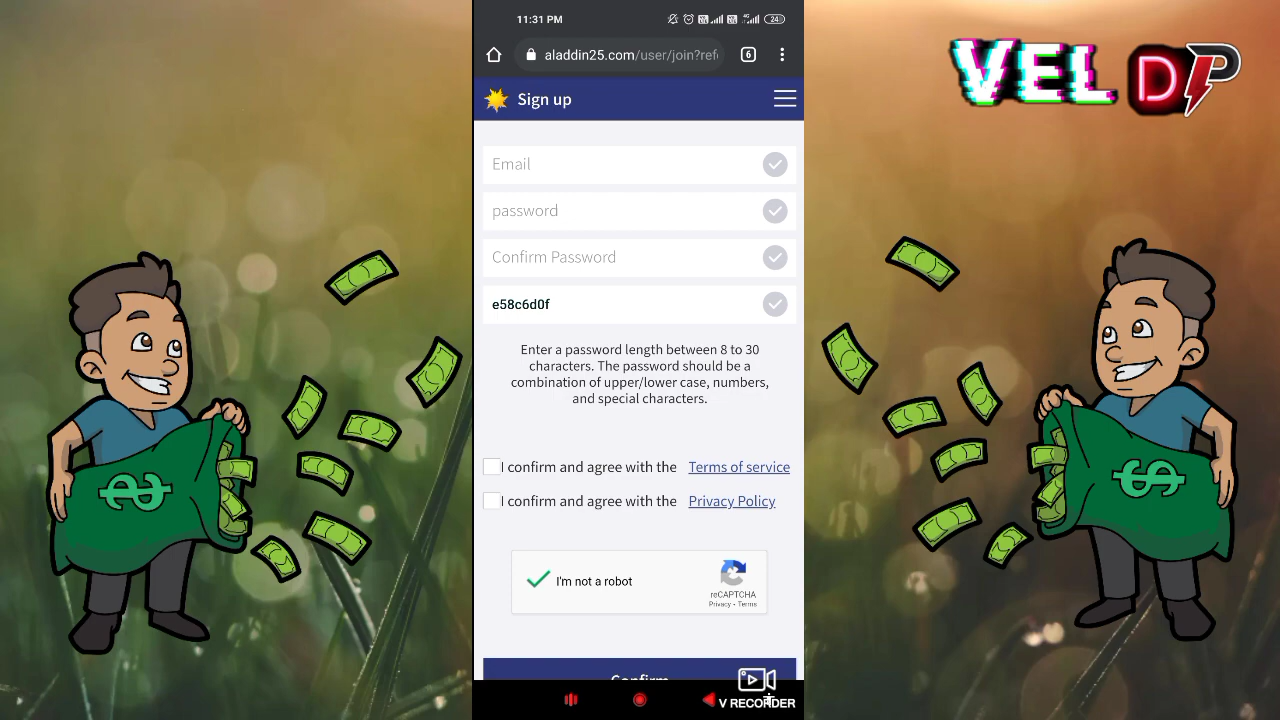 11:31 PM
24
aladdin25.com/user/join?ref
6
VEL DP
Sign up
Email
password
Confirm Password
e58c6d0f
Enter a password length between 8 to 30
characters. The password should be a
combination of upper/lower case, numbers,
and special characters.
I confirm and agree with the Terms of service
I confirm and agree with the Privacy Policy
I'm not a robot
reCAPTCHA
Privacy - Terms
Confirm
V RECORDER